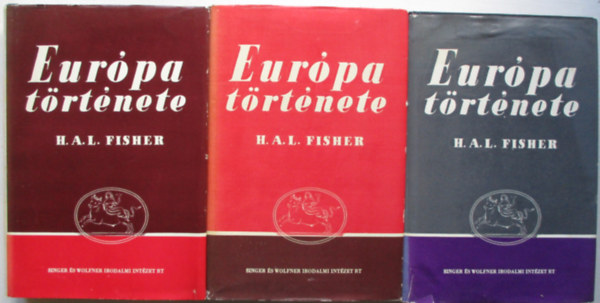 Európa
története
H. A. L. FISHER
SINGER ÉS WOLFNER IRODALMI INTÉZET RT
Európa
története
H. A. L. FISHER
SINGER ÉS WOLFNER IRODALMI INTÉZET RT
Európa
története
H. A. L. FISHER
SINGER ÉS WOLFNER IRODALMI INTÉZET RT